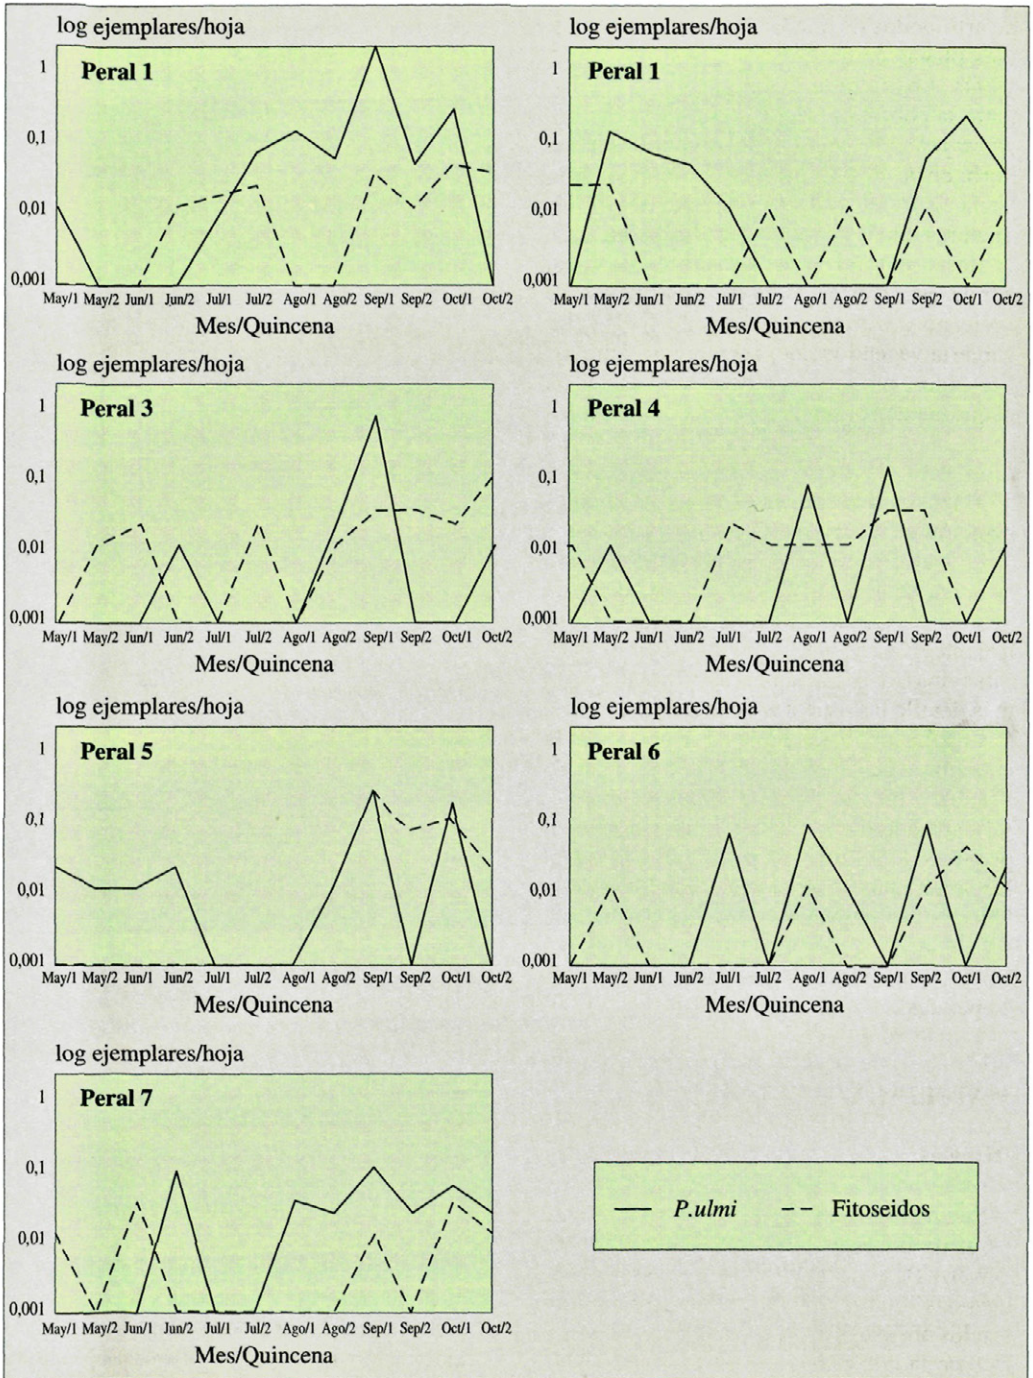 log ejemplares/hoja
Peral 1
1
0,1
0,01
0,001
May/1 May/2 Jun/1 Jun/2 Jul/1 Jul/2 Ago/1 Ago/2 Sep/1 Sep/2 Oct/1 Oct/2
Mes/Quincena
log ejemplares/hoja
Peral 1
1
0,1
0,01
0,001
May/1 May/2 Jun/1 Jun/2 Jul/1 Jul/2 Ago/1 Ago/2 Sep/1 Sep/2 Oct/1 Oct/2
Mes/Quincena
log ejemplares/hoja
Peral 3
1
0,1
0,01
0,001
May/1 May/2 Jun/1 Jun/2 Jul/1 Jul/2 Ago/1 Ago/2 Sep/1 Sep/2 Oct/1 Oct/2
Mes/Quincena
log ejemplares/hoja
Peral 4
1
0,1
0,01
0,001
May/1 May/2 Jun/1 Jun/2 Jul/1 Jul/2 Ago/1 Ago/2 Sep/1 Sep/2 Oct/1 Oct/2
Mes/Quincena
log ejemplares/hoja
Peral 5
1
0,1
0,01
0,001
May/1 May/2 Jun/1 Jun/2 Jul/1 Jul/2 Ago/1 Ago/2 Sep/1 Sep/2 Oct/1 Oct/2
Mes/Quincena
log ejemplares/hoja
Peral 6
1
0,1
0,01
0,001
May/1 May/2 Jun/1 Jun/2 Jul/1 Jul/2 Ago/1 Ago/2 Sep/1 Sep/2 Oct/1 Oct/2
Mes/Quincena
log ejemplares/hoja
Peral 7
1
0,1
0,01
0,001
May/1 May/2 Jun/1 Jun/2 Jul/1 Jul/2 Ago/1 Ago/2 Sep/1 Sep/2 Oct/1 Oct/2
Mes/Quincena
P.ulmi Fitoseidos